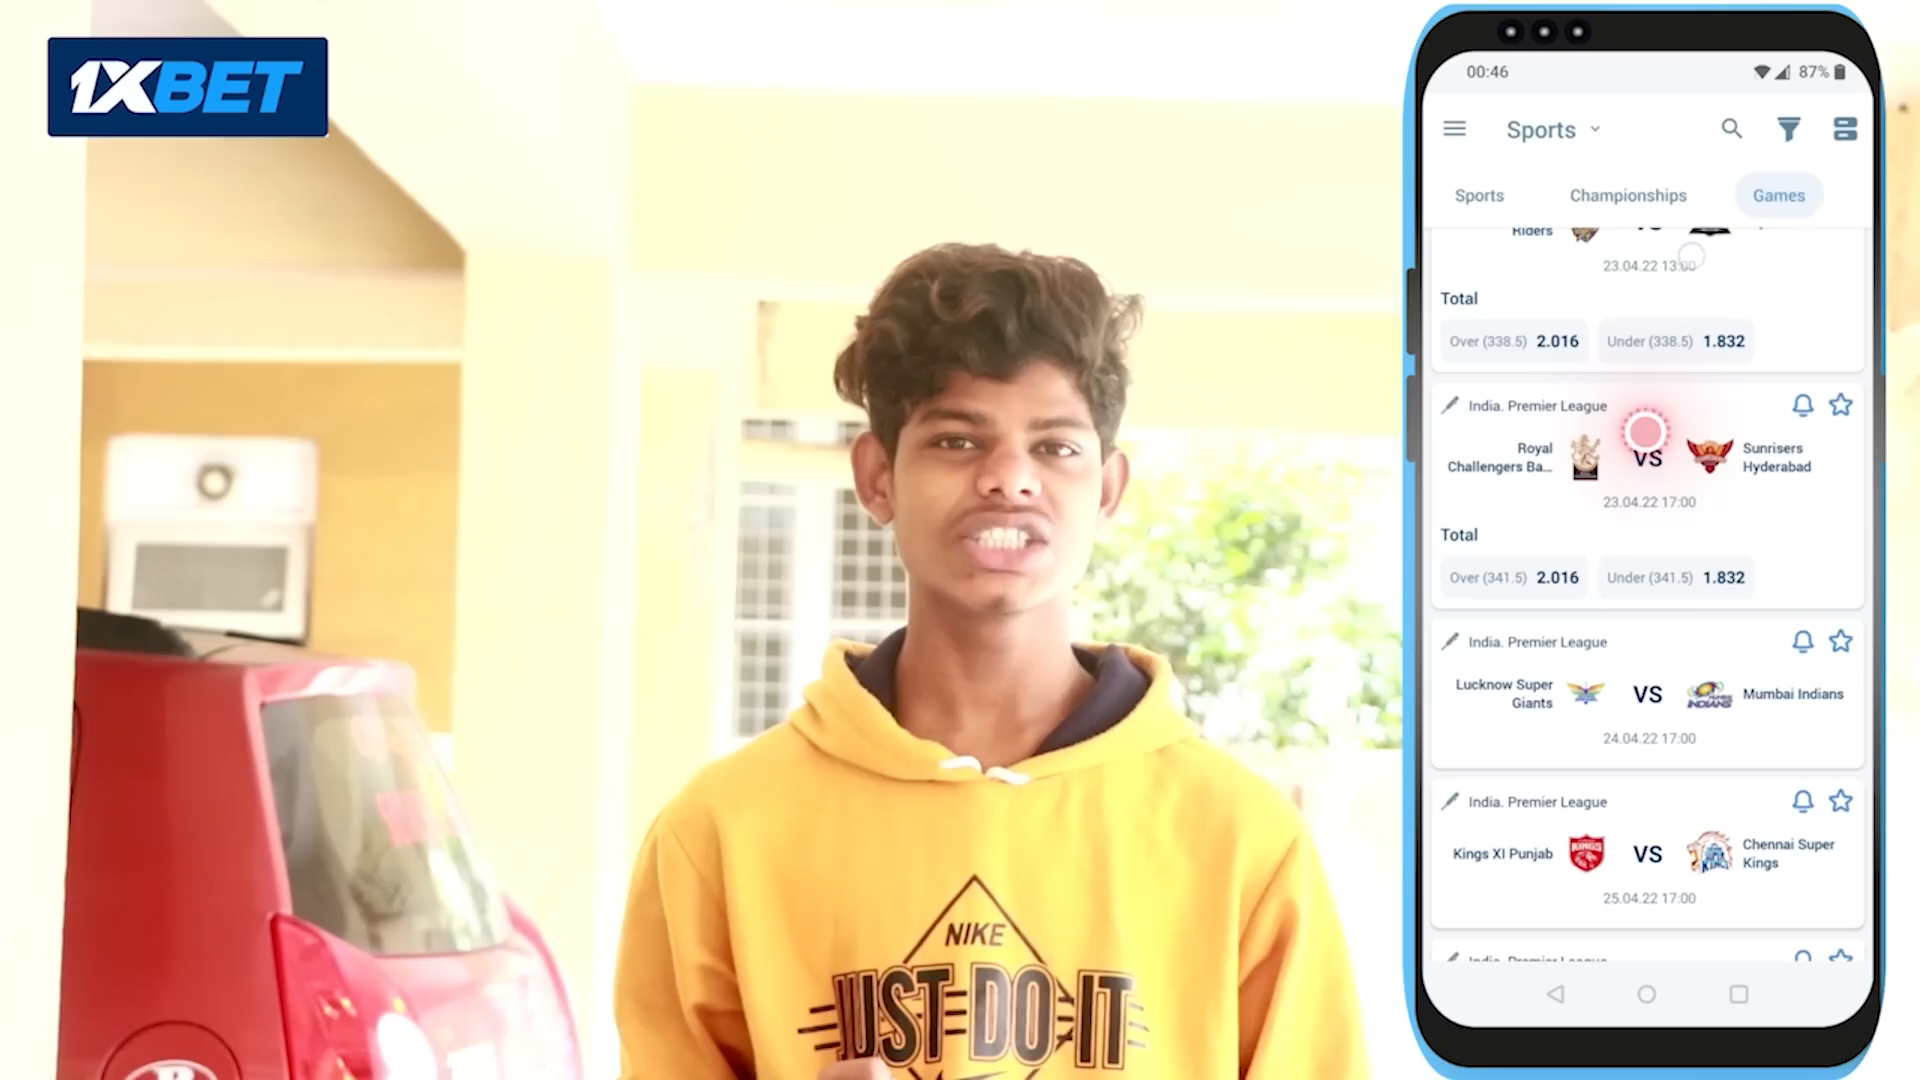 1XBET
00:46
87%
Sports
Sports Championships Games
Riders
23.04.22 13:00
Total
Over (338.5) 2.016 Under (338.5) 1.832
India. Premier League
Royal
Challengers Ba...
VS
Sunrisers
Hyderabad
23.04.22 17:00
Total
Over (341.5) 2.016 Under (341.5) 1.832
India. Premier League
Lucknow Super
Giants
VS
Mumbai Indians
24.04.22 17:00
India. Premier League
Kings XI Punjab
VS
Chennai Super
Kings
25.04.22 17:00
India. Premier League
NIKE
JUST DO IT